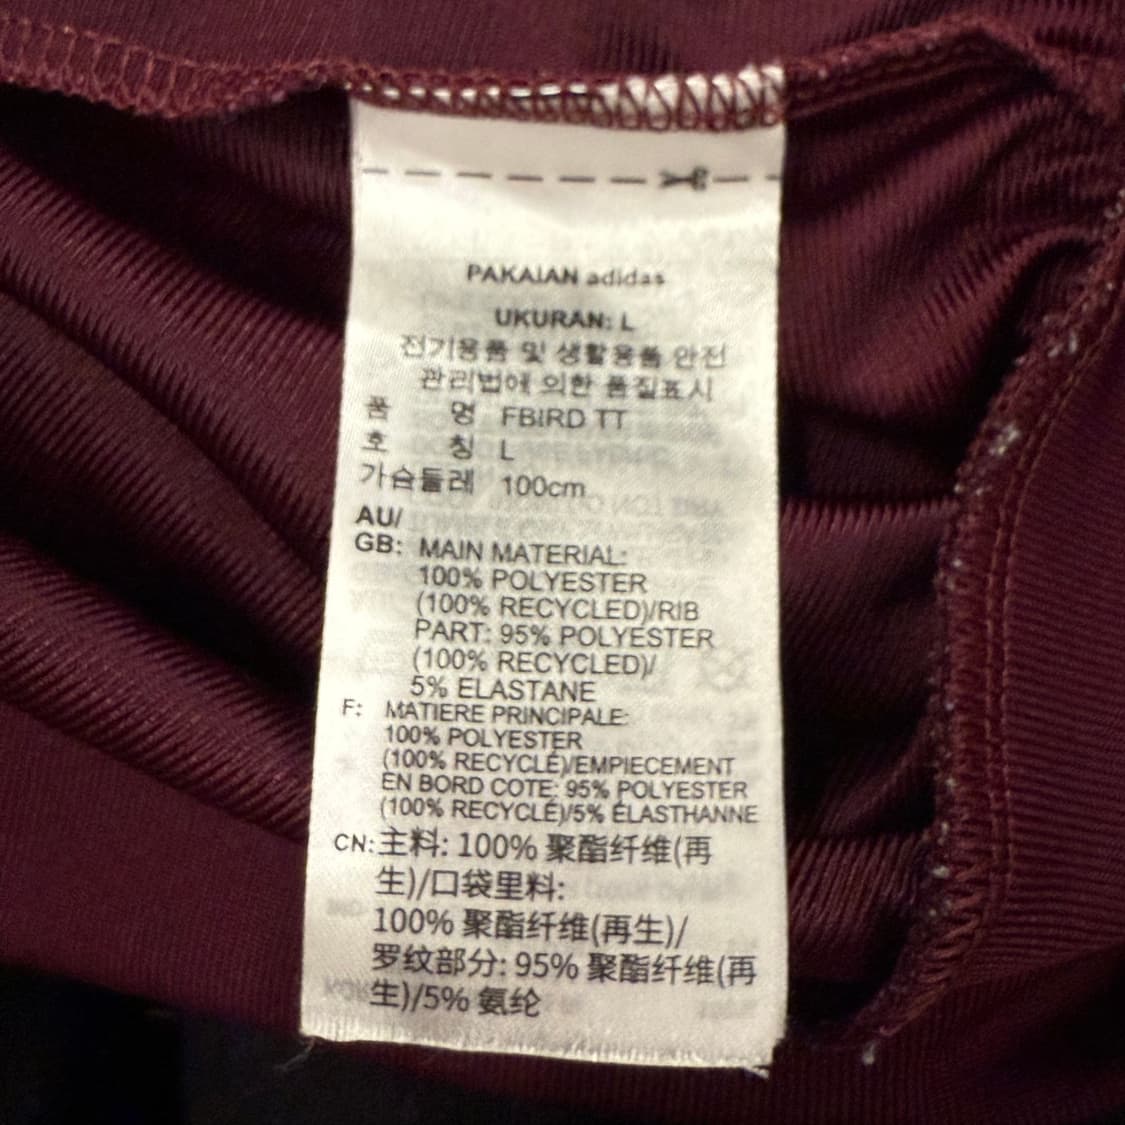 PAKAIAN adidas
UKURAN: L
전기용품 및 생활용품 안전
관리법에 의한 품질표시
품 명 FBIRD TT
호 칭 L
가슴둘레 100cm
AU/
GB: MAIN MATERIAL:
100% POLYESTER
(100% RECYCLED)/RIB
PART: 95% POLYESTER
(100% RECYCLED)/
5% ELASTANE
F: MATIERE PRINCIPALE:
100% POLYESTER
(100% RECYCLÉ)/EMPIECEMENT
EN BORD COTE: 95% POLYESTER
(100% RECYCLÉ)/5% ÉLASTHANNE
CN: 主料: 100% 聚酯纤维(再
生)/口袋里料:
100% 聚酯纤维(再生)/
罗纹部分: 95% 聚酯纤维(再
生)/5% 氨纶